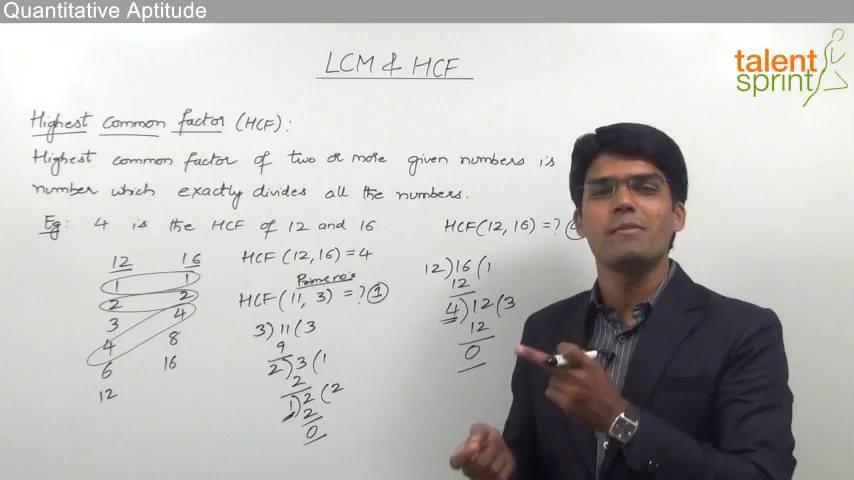 Quantitative Aptitude
LCM & HCF
talent
sprint
Highest common factor (HCF):
Highest common factor of two or more given numbers is
number which exactly divides all the numbers.
Eg: 4 is the HCF of 12 and 16
HCF(12, 16) = ?
12 16
1 1
2 2
3 4
4 8
6 16
12
HCF (12, 16) = 4
Prime no's
HCF (11, 3) = ? 1
3) 11 (3
9
2) 3 (1
2
1) 2 (2
2
0
12) 16 (1
12
4) 12 (3
12
0